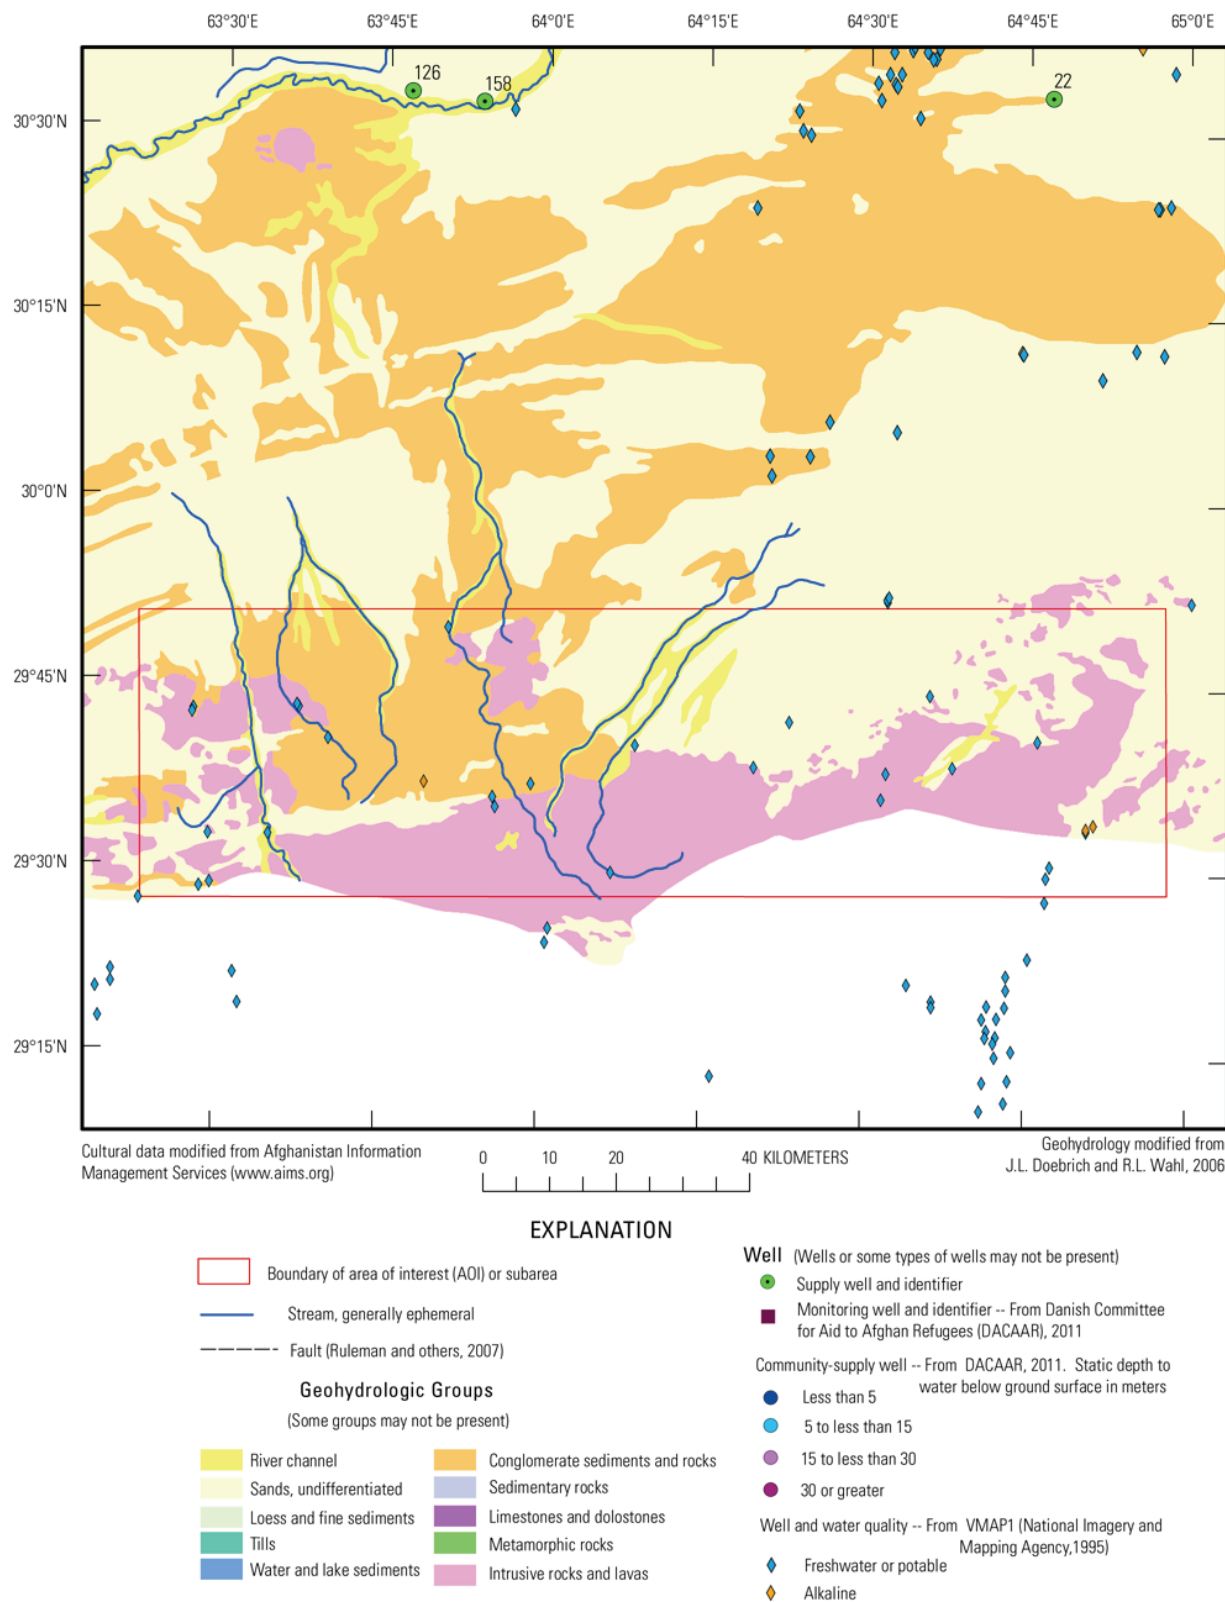 63°30'E 63°45'E 64°0'E 64°15'E 64°30'E 64°45'E 65°0'E
126
158
22
30°30'N
30°15'N
30°0'N
29°45'N
29°30'N
29°15'N
Cultural data modified from Afghanistan Information
Management Services (www.aims.org)
0 10 20 40 KILOMETERS
Geohydrology modified from
J.L. Doebrich and R.L. Wahl, 2006
EXPLANATION
Boundary of area of interest (AOI) or subarea
Stream, generally ephemeral
Fault (Ruleman and others, 2007)
Geohydrologic Groups
(Some groups may not be present)
River channel
Sands, undifferentiated
Loess and fine sediments
Tills
Water and lake sediments
Conglomerate sediments and rocks
Sedimentary rocks
Limestones and dolostones
Metamorphic rocks
Intrusive rocks and lavas
Well (Wells or some types of wells may not be present)
Supply well and identifier
Monitoring well and identifier -- From Danish Committee
for Aid to Afghan Refugees (DACAAR), 2011
Community-supply well -- From DACAAR, 2011. Static depth to
water below ground surface in meters
Less than 5
5 to less than 15
15 to less than 30
30 or greater
Well and water quality -- From VMAP1 (National Imagery and
Mapping Agency,1995)
Freshwater or potable
Alkaline